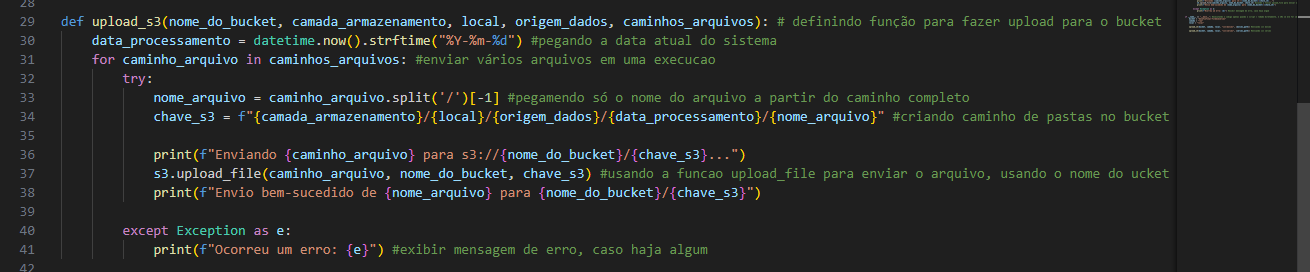 28
29 def upload_s3(nome_do_bucket, camada_armazenamento, local, origem_dados, caminhos_arquivos): # definindo função para fazer upload para o bucket
30 data_processamento = datetime.now().strftime("%Y-%m-%d") #pegando a data atual do sistema
31 for caminho_arquivo in caminhos_arquivos: #enviar vários arquivos em uma execucao
32 try:
33 nome_arquivo = caminho_arquivo.split('/')[-1] #pegamendo só o nome do arquivo a partir do caminho completo
34 chave_s3 = f"{camada_armazenamento}/{local}/{origem_dados}/{data_processamento}/{nome_arquivo}" #criando caminho de pastas no bucket
35
36 print(f"Enviando {caminho_arquivo} para s3://{nome_do_bucket}/{chave_s3}...")
37 s3.upload_file(caminho_arquivo, nome_do_bucket, chave_s3) #usando a funcao upload_file para enviar o arquivo, usando o nome do ucket
38 print(f"Envio bem-sucedido de {nome_arquivo} para {nome_do_bucket}/{chave_s3}")
39
40 except Exception as e:
41 print(f"Ocorreu um erro: {e}") #exibir mensagem de erro, caso haja algum
42